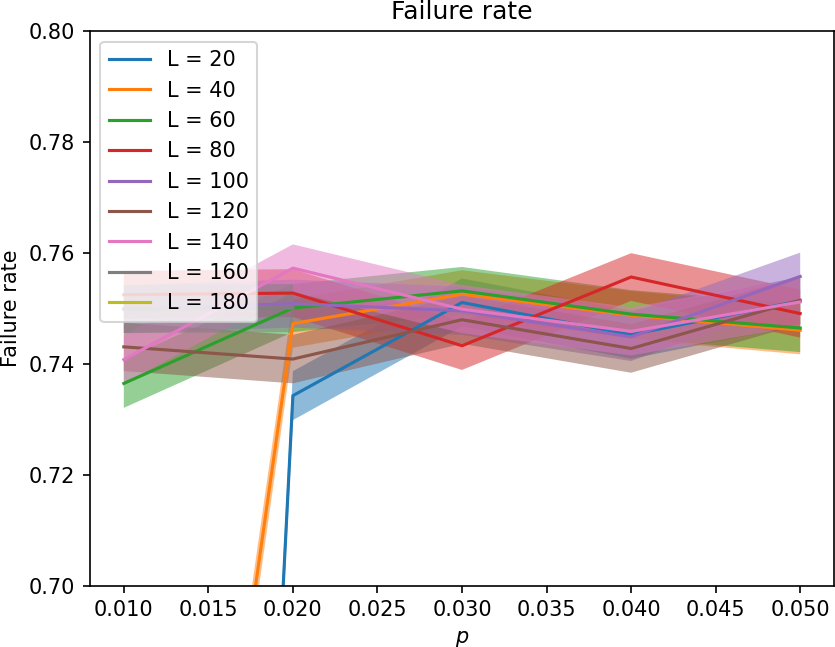 Failure rate
0.80
0.78
0.76
0.74
0.72
0.70
Failure rate
L = 20
L = 40
L = 60
L = 80
L = 100
L = 120
L = 140
L = 160
L = 180
0.010 0.015 0.020 0.025 0.030 0.035 0.040 0.045 0.050
p